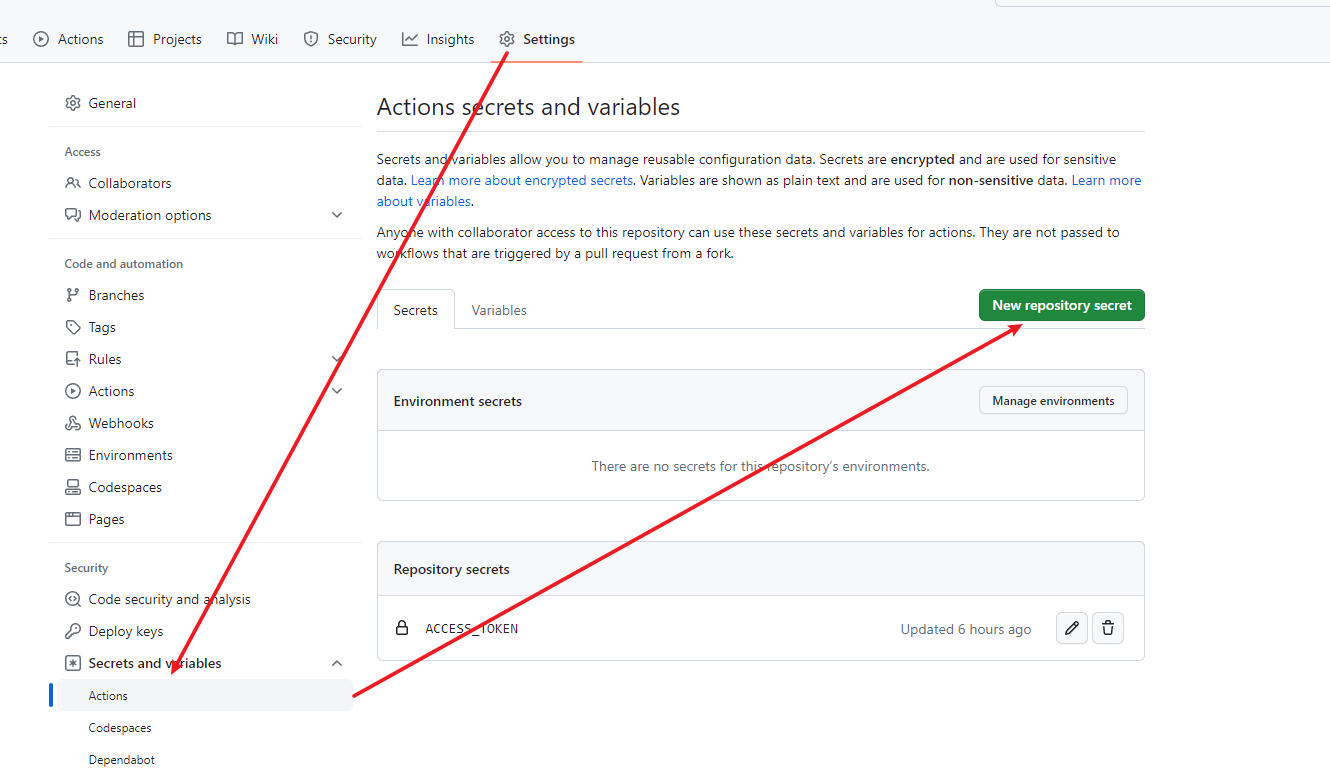 ts Actions Projects Wiki Security Insights Settings
General
Access
Collaborators
Moderation options
Code and automation
Branches
Tags
Rules
Actions
Webhooks
Environments
Codespaces
Pages
Security
Code security and analysis
Deploy keys
Secrets and variables
Actions
Codespaces
Dependabot
Actions secrets and variables
Secrets and variables allow you to manage reusable configuration data. Secrets are encrypted and are used for sensitive
data. Learn more about encrypted secrets. Variables are shown as plain text and are used for non-sensitive data. Learn more
about variables.
Anyone with collaborator access to this repository can use these secrets and variables for actions. They are not passed to
workflows that are triggered by a pull request from a fork.
Secrets Variables New repository secret
Environment secrets Manage environments
There are no secrets for this repository’s environments.
Repository secrets
ACCESS_TOKEN Updated 6 hours ago